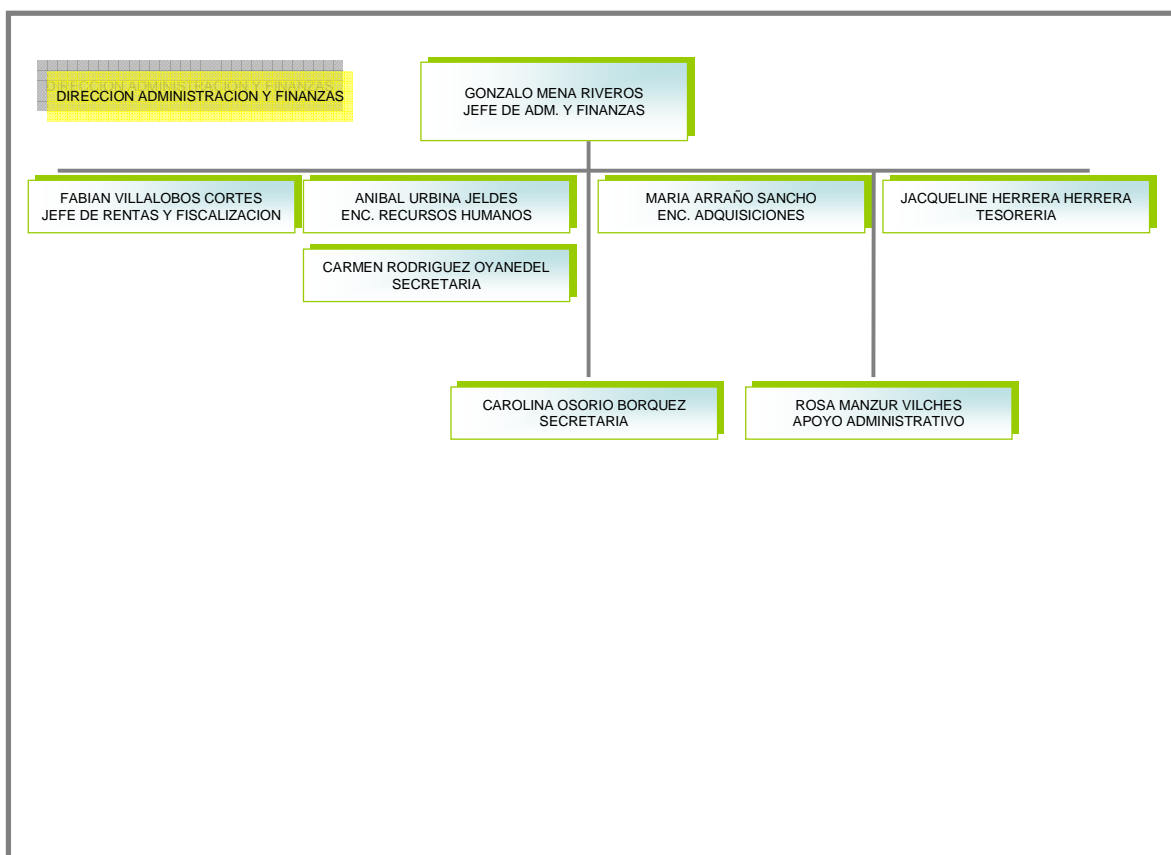 DIRECCION ADMINISTRACION Y FINANZAS
GONZALO MENA RIVEROS
JEFE DE ADM. Y FINANZAS
FABIAN VILLALOBOS CORTES
JEFE DE RENTAS Y FISCALIZACION
ANIBAL URBINA JELDES
ENC. RECURSOS HUMANOS
MARIA ARRAÑO SANCHO
ENC. ADQUISICIONES
JACQUELINE HERRERA HERRERA
TESORERIA
CARMEN RODRIGUEZ OYANEDEL
SECRETARIA
CAROLINA OSORIO BORQUEZ
SECRETARIA
ROSA MANZUR VILCHES
APOYO ADMINISTRATIVO